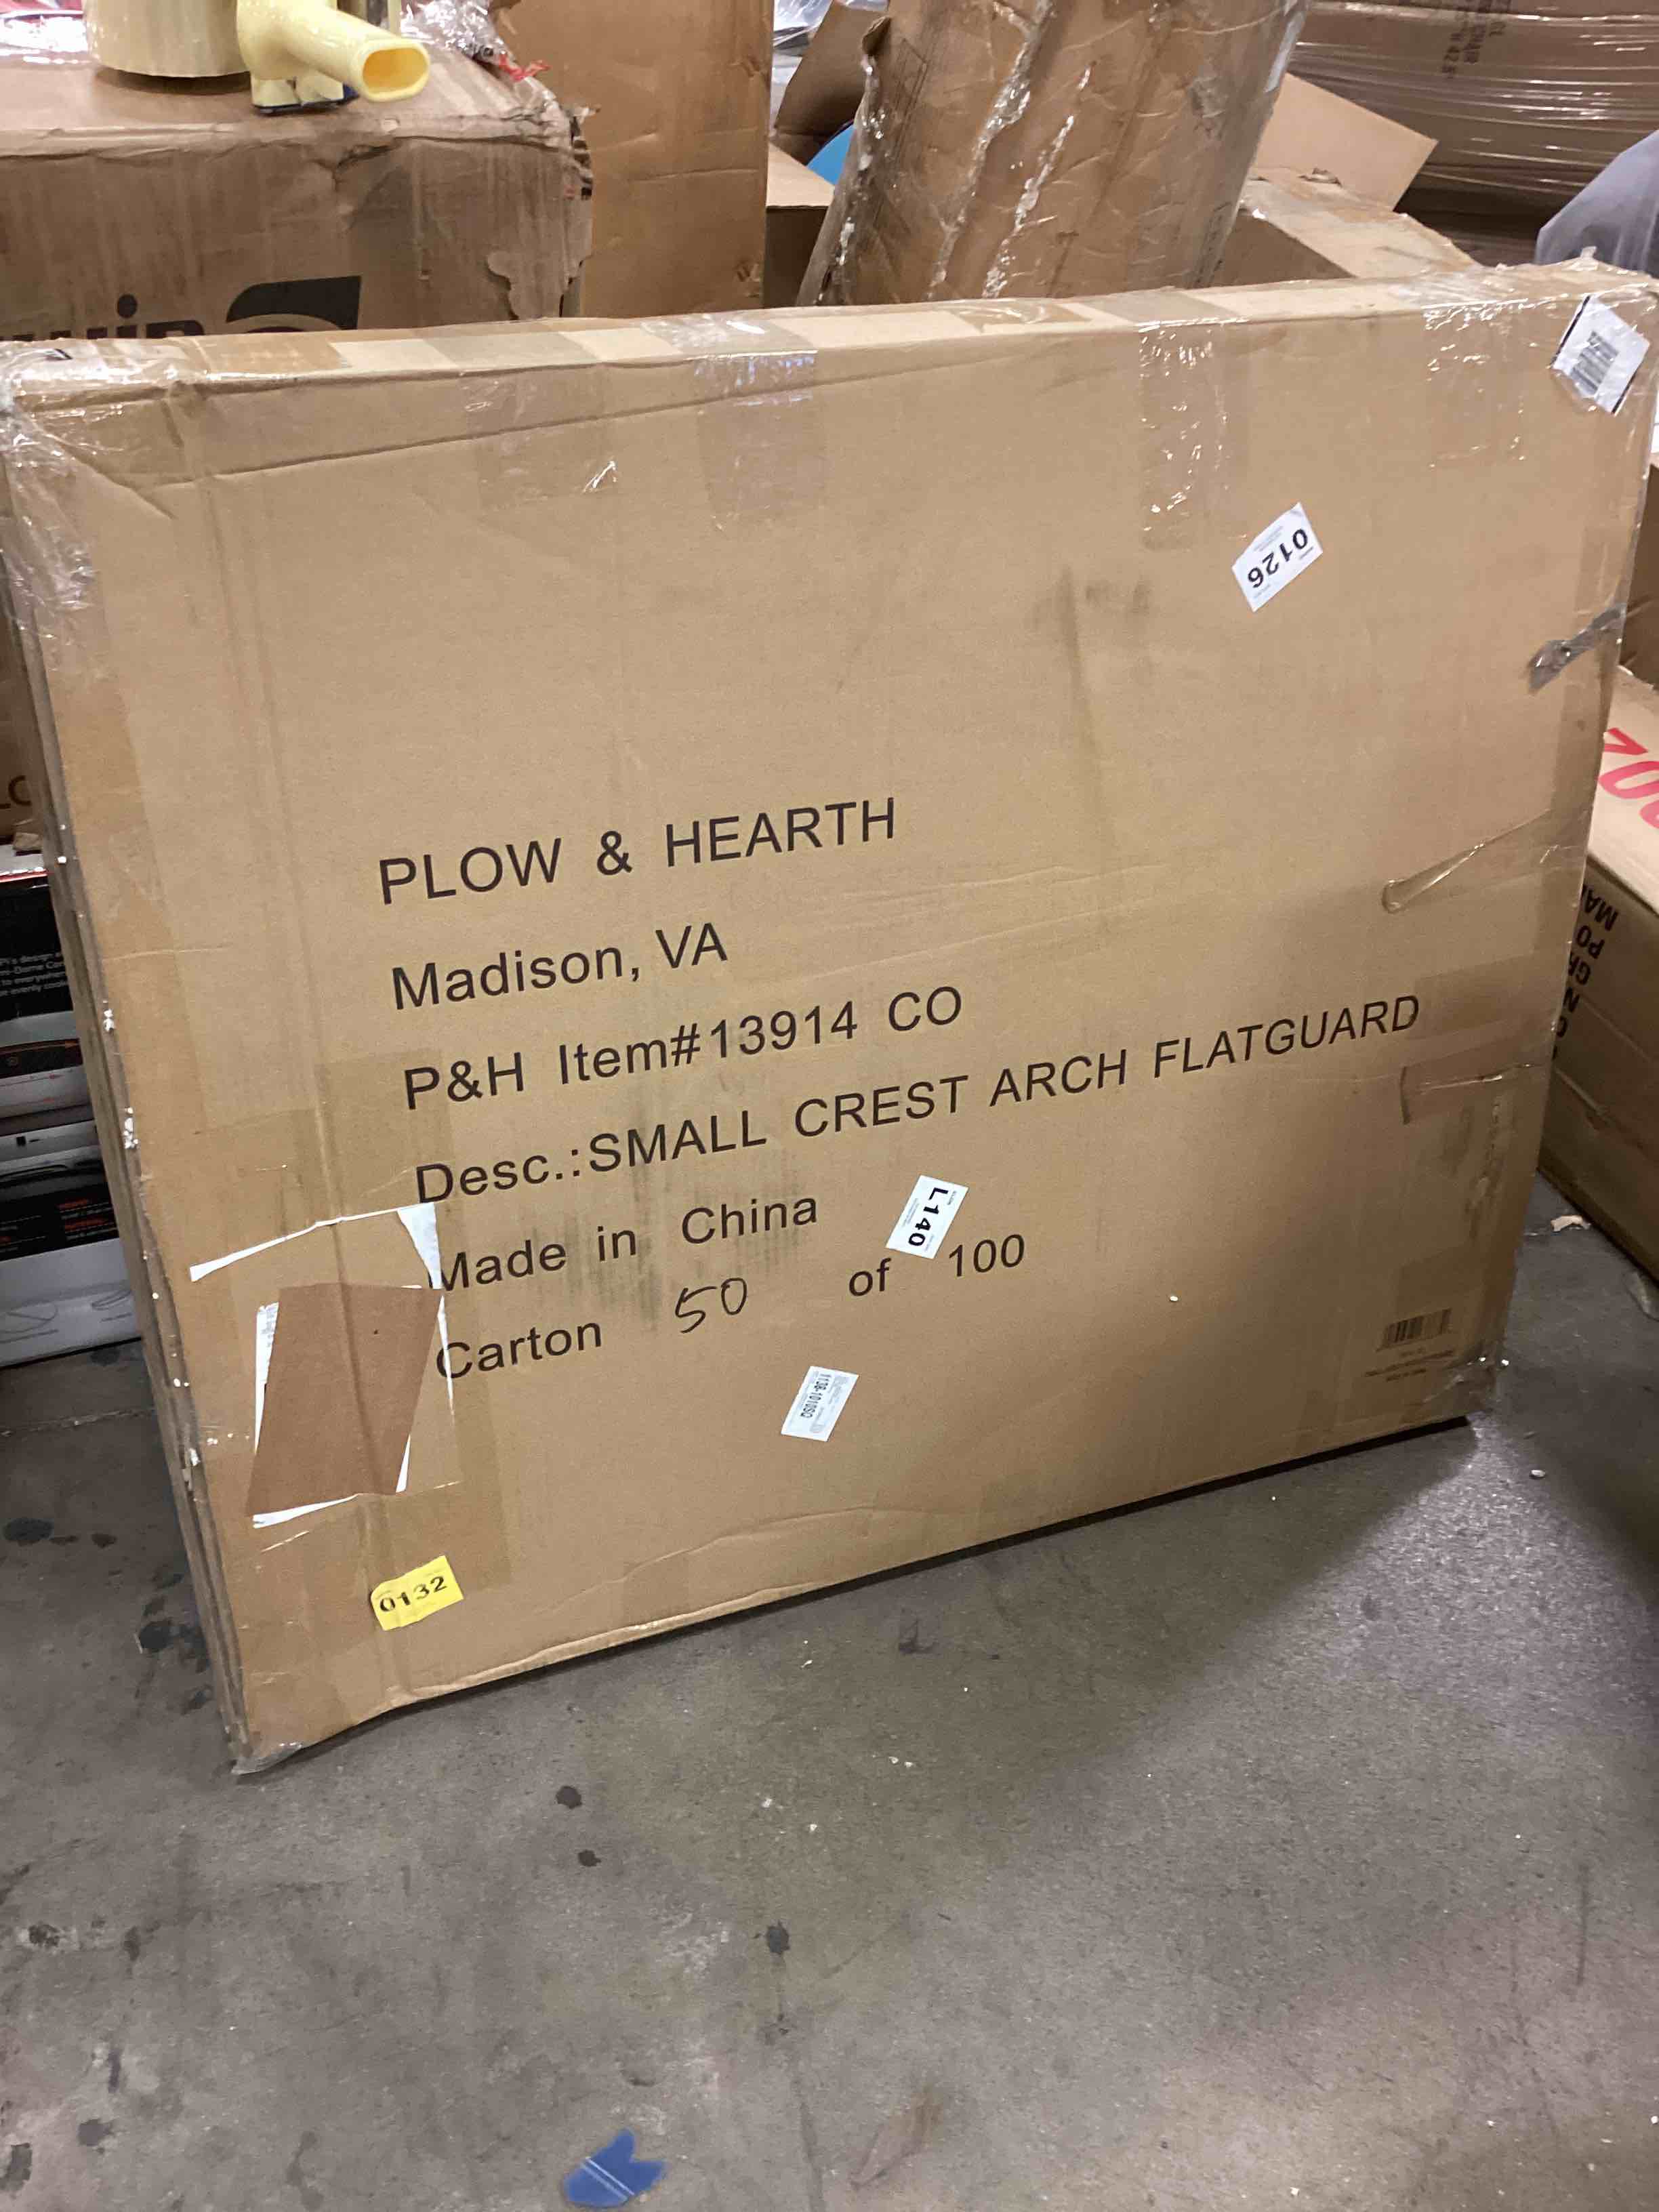 0126
PLOW & HEARTH
Madison, VA
P&H Item#13914 CO
Desc.:SMALL CREST ARCH FLATGUARD
Made in China
L140
Carton 50 of 100
0132